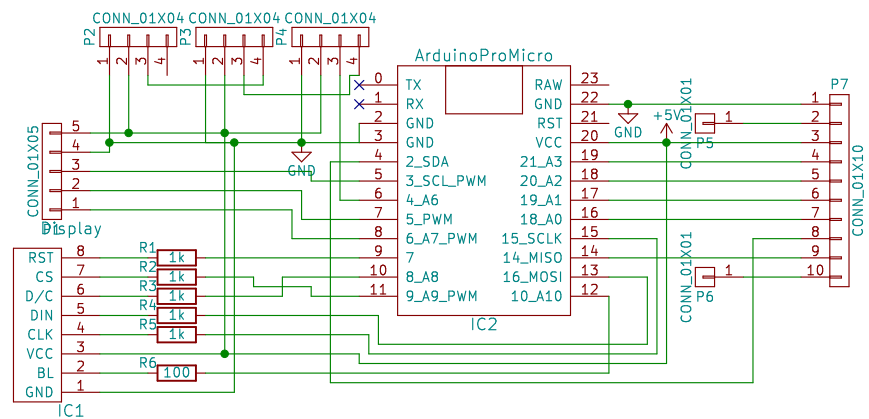 CONN_01X04 CONN_01X04 CONN_01X04
P2 P3 P4
1 2 3 4 1 2 3 4 1 2 3 4
ArduinoProMicro
0 TX RAW 23
1 RX GND 22
2 GND RST 21
3 GND VCC 20
4 2_SDA 21_A3 19
5 3_SCL_PWM 20_A2 18
6 4_A6 19_A1 17
7 5_PWM 18_A0 16
8 6_A7_PWM 15_SCLK 15
9 7 14_MISO 14
10 8_A8 16_MOSI 13
11 9_A9_PWM 10_A10 12
IC2
CONN_01X05
5
4
3
2
1
P1
Display
GND
GND
+5V
CONN_01X01
1
P5
CONN_01X01
1
P6
P7
1
2
3
4
5
6
7
8
9
10
CONN_01X10
RST 8 R1 1k
CS 7 R2 1k
D/C 6 R3 1k
DIN 5 R4 1k
CLK 4 R5 1k
VCC 3
BL 2 R6 100
GND 1
IC1